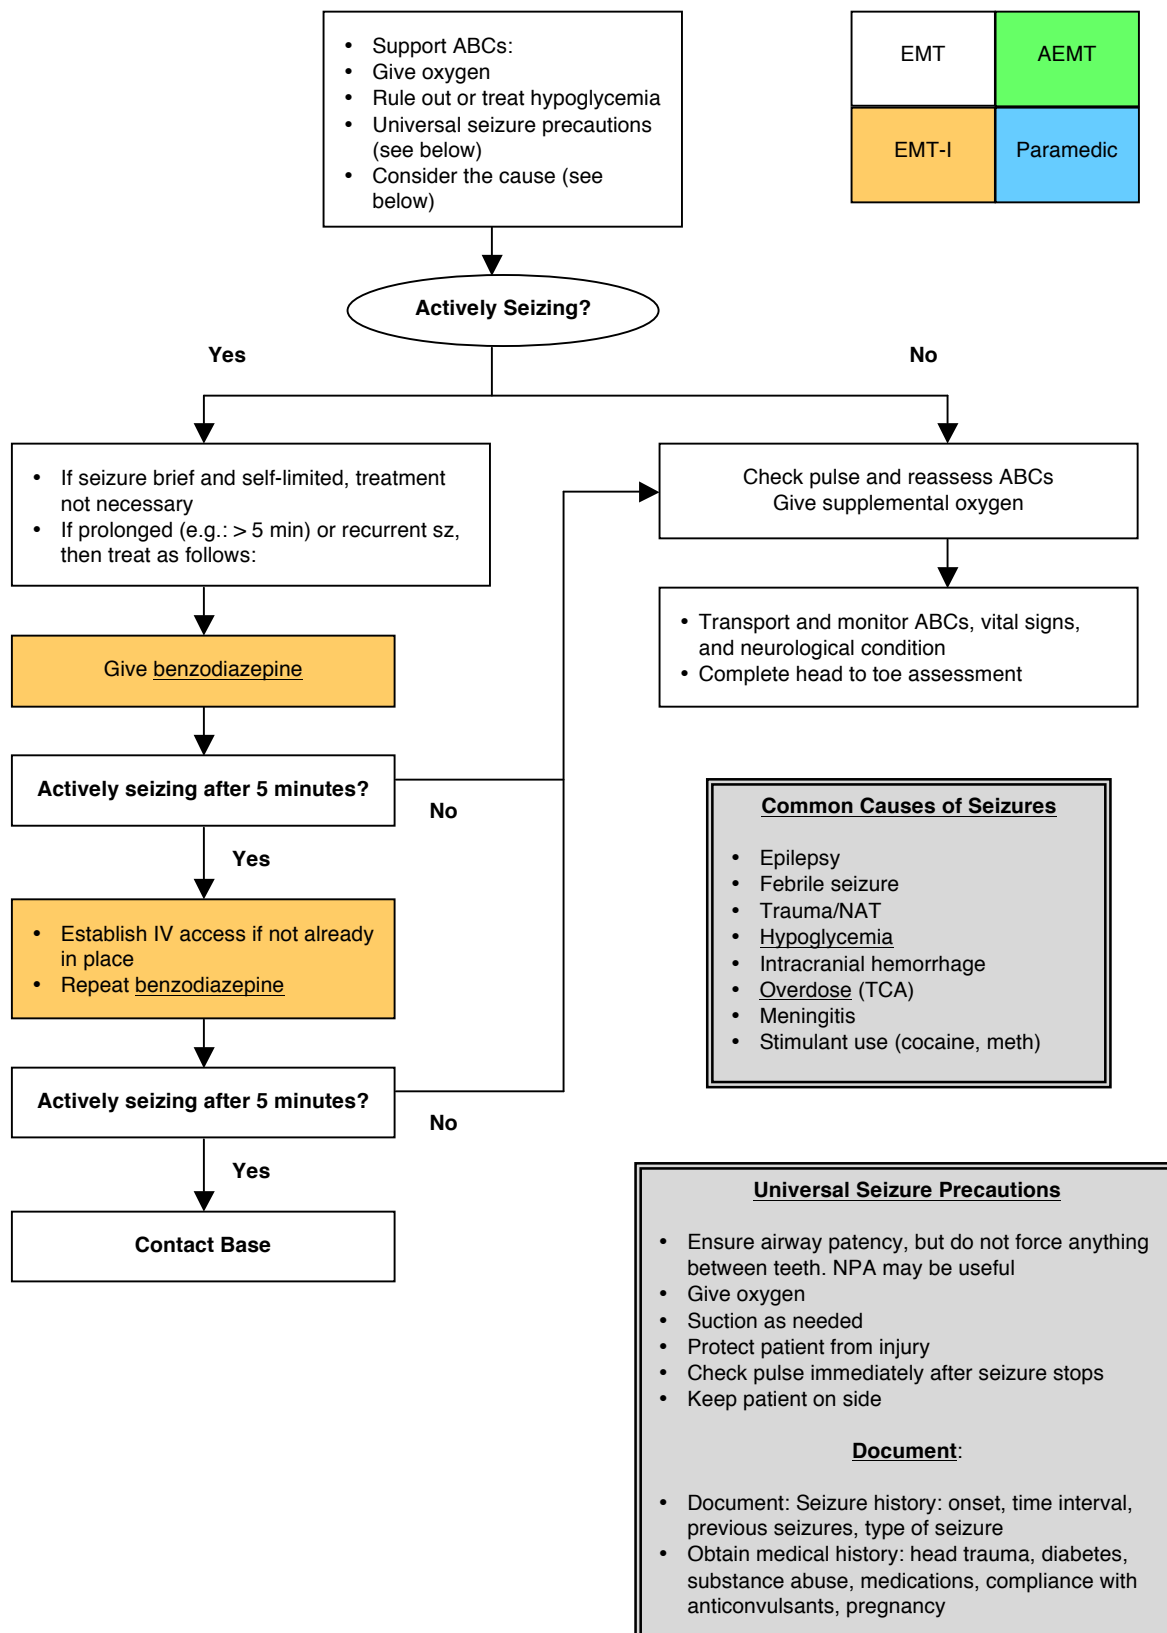 • Support ABCs:
• Give oxygen
• Rule out or treat hypoglycemia
• Universal seizure precautions
(see below)
• Consider the cause (see
below)
EMT
AEMT
EMT-I
Paramedic
Actively Seizing?
Yes
No
• If seizure brief and self-limited, treatment
not necessary
• If prolonged (e.g.: > 5 min) or recurrent sz,
then treat as follows:
Check pulse and reassess ABCs
Give supplemental oxygen
• Transport and monitor ABCs, vital signs,
and neurological condition
• Complete head to toe assessment
Give benzodiazepine
Actively seizing after 5 minutes?
No
Yes
• Establish IV access if not already
in place
• Repeat benzodiazepine
Actively seizing after 5 minutes?
No
Yes
Contact Base
Common Causes of Seizures
• Epilepsy
• Febrile seizure
• Trauma/NAT
• Hypoglycemia
• Intracranial hemorrhage
• Overdose (TCA)
• Meningitis
• Stimulant use (cocaine, meth)
Universal Seizure Precautions
• Ensure airway patency, but do not force anything
between teeth. NPA may be useful
• Give oxygen
• Suction as needed
• Protect patient from injury
• Check pulse immediately after seizure stops
• Keep patient on side
Document:
• Document: Seizure history: onset, time interval,
previous seizures, type of seizure
• Obtain medical history: head trauma, diabetes,
substance abuse, medications, compliance with
anticonvulsants, pregnancy